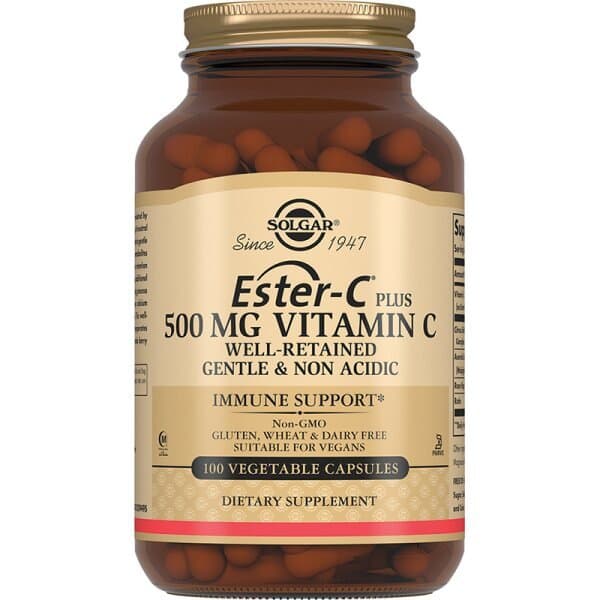 SOLGAR®
Since 1947
Ester-C® PLUS
500 MG VITAMIN C
WELL-RETAINED
GENTLE & NON ACIDIC
IMMUNE SUPPORT*
Non-GMO
GLUTEN, WHEAT & DAIRY FREE
SUITABLE FOR VEGANS
PARVE
100 VEGETABLE CAPSULES
DIETARY SUPPLEMENT